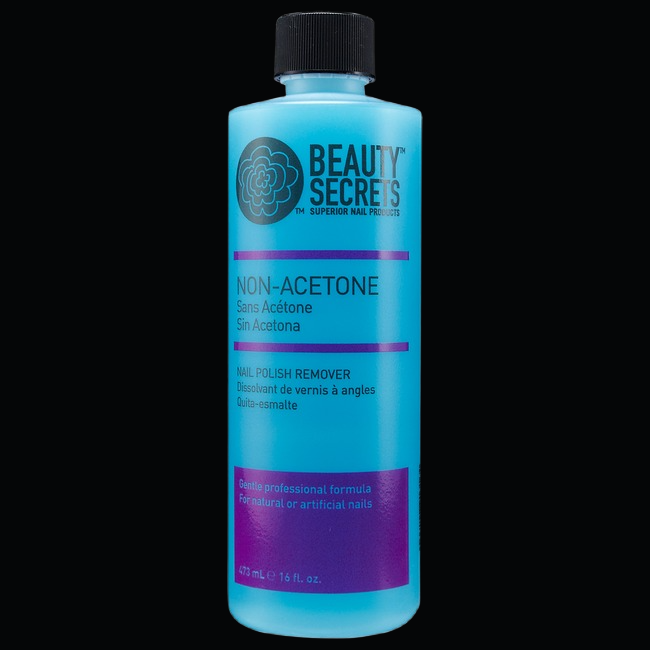 BEAUTY™
SECRETS
™ SUPERIOR NAIL PRODUCTS
NON-ACETONE
Sans Acétone
Sin Acetona
NAIL POLISH REMOVER
Dissolvant de vernis à angles
Quita-esmalte
Gentle professional formula
For natural or artificial nails
473 mL ℮ 16 fl. oz.